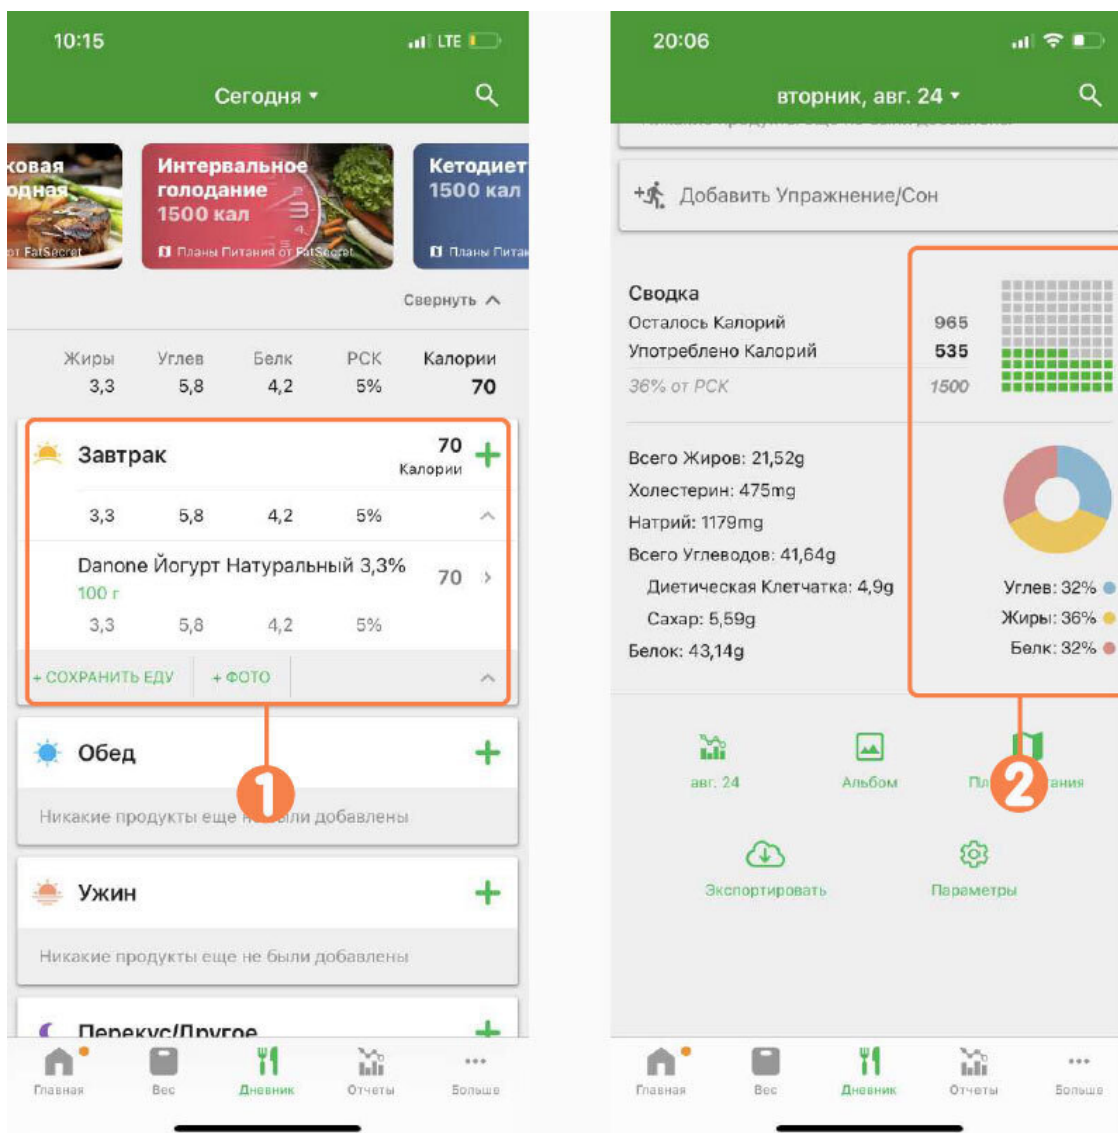 10:15
LTE
Сегодня
ковая
одная
от FatSecret
Интервальное
голодание
1500 кал
Планы Питания от FatSecret
Кетодиет
1500 кал
Планы Питан
Свернуть
Жиры Углев Белк РСК Калории
3,3 5,8 4,2 5% 70
Завтрак 70
Калории
3,3 5,8 4,2 5%
Danone Йогурт Натуральный 3,3% 70
100 г
3,3 5,8 4,2 5%
+ СОХРАНИТЬ ЕДУ + ФОТО
Обед
1
Никакие продукты еще не были добавлены
Ужин
Никакие продукты еще не были добавлены
Перекус/Другое
Главная Вес Дневник Отчеты Больше
20:06
вторник, авг. 24
Добавить Упражнение/Сон
Сводка
Осталось Калорий 965
Употреблено Калорий 535
36% от РСК 1500
Всего Жиров: 21,52g
Холестерин: 475mg
Натрий: 1179mg
Всего Углеводов: 41,64g
Диетическая Клетчатка: 4,9g
Сахар: 5,59g
Белок: 43,14g
Углев: 32%
Жиры: 36%
Белк: 32%
2
авг. 24 Альбом Пл ания
Экспортировать Параметры
Главная Вес Дневник Отчеты Больше